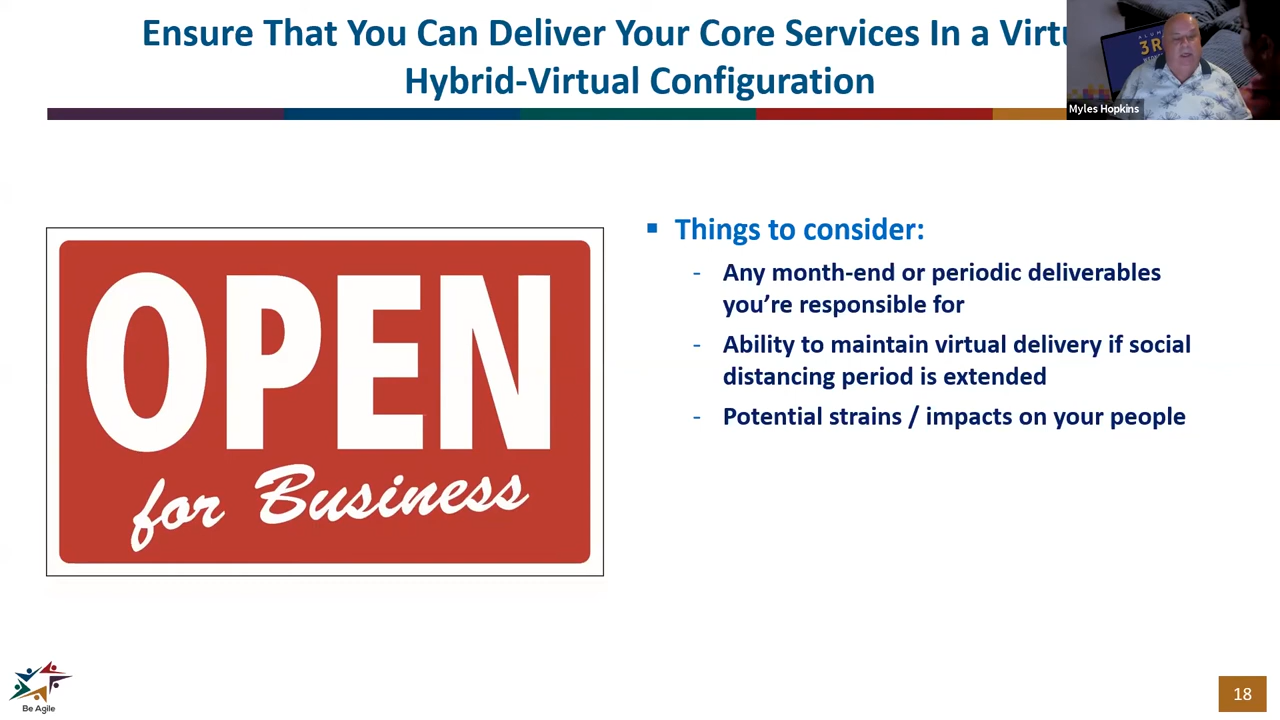 Ensure That You Can Deliver Your Core Services In a
Hybrid-Virtual Configuration
Myles Hopkins
OPEN
for Business
▪ Things to consider:
- Any month-end or periodic deliverables
you’re responsible for
- Ability to maintain virtual delivery if social
distancing period is extended
- Potential strains / impacts on your people
Be Agile
18